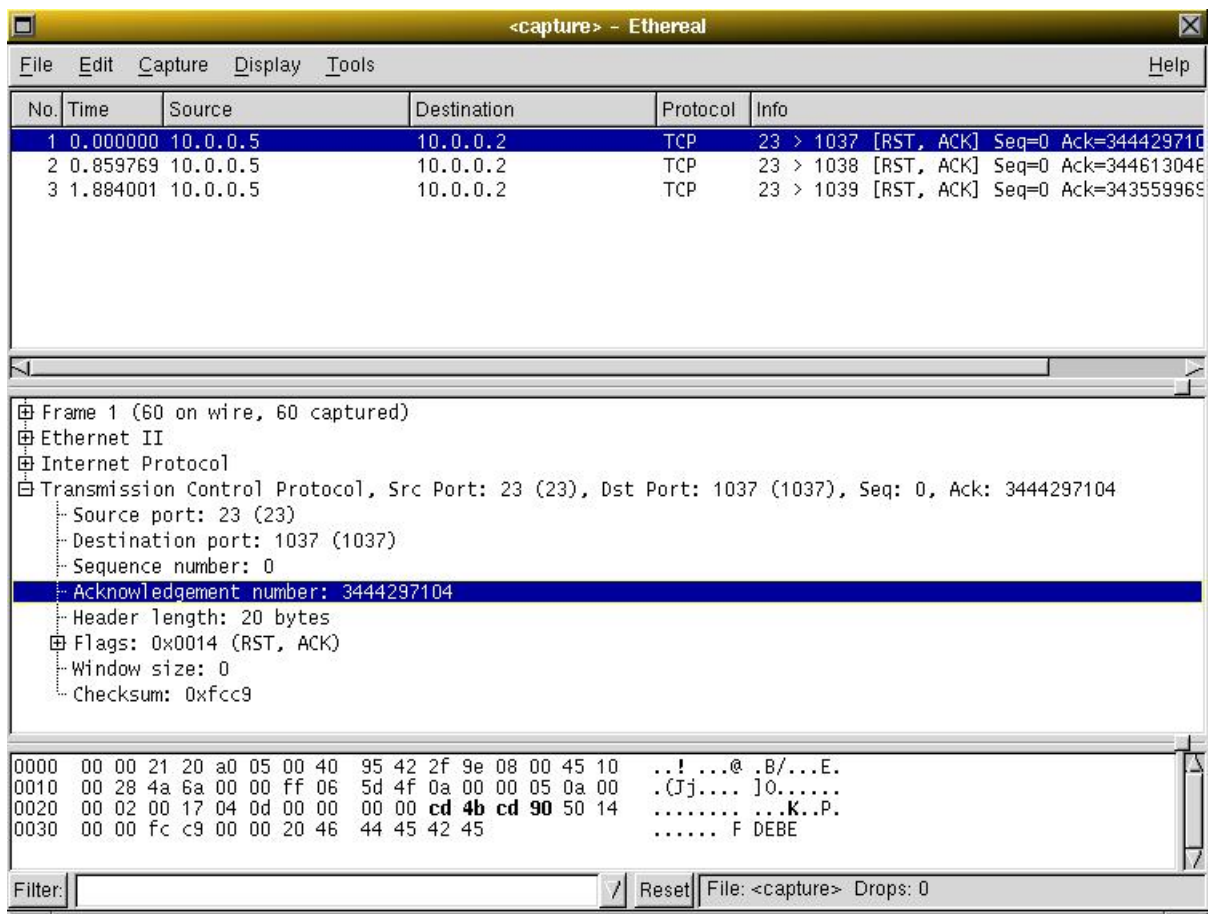 <capture> - Ethereal
File Edit Capture Display Tools Help
No. Time Source Destination Protocol Info
1 0.000000 10.0.0.5 10.0.0.2 TCP 23 > 1037 [RST, ACK] Seq=0 Ack=344429710
2 0.859769 10.0.0.5 10.0.0.2 TCP 23 > 1038 [RST, ACK] Seq=0 Ack=344613046
3 1.884001 10.0.0.5 10.0.0.2 TCP 23 > 1039 [RST, ACK] Seq=0 Ack=343559969
Frame 1 (60 on wire, 60 captured)
Ethernet II
Internet Protocol
Transmission Control Protocol, Src Port: 23 (23), Dst Port: 1037 (1037), Seq: 0, Ack: 3444297104
Source port: 23 (23)
Destination port: 1037 (1037)
Sequence number: 0
Acknowledgement number: 3444297104
Header length: 20 bytes
Flags: 0x0014 (RST, ACK)
Window size: 0
Checksum: 0xfcc9
0000 00 00 21 20 a0 05 00 40 95 42 2f 9e 08 00 45 10 ..! ...@ .B/...E.
0010 00 28 4a 6a 00 00 ff 06 5d 4f 0a 00 00 05 0a 00 .(Jj.... ]O......
0020 00 02 00 17 04 0d 00 00 00 00 cd 4b cd 90 50 14 ........ ...K..P.
0030 00 00 fc c9 00 00 20 46 44 45 42 45 ...... F DEBE
Filter: Reset File: <capture> Drops: 0